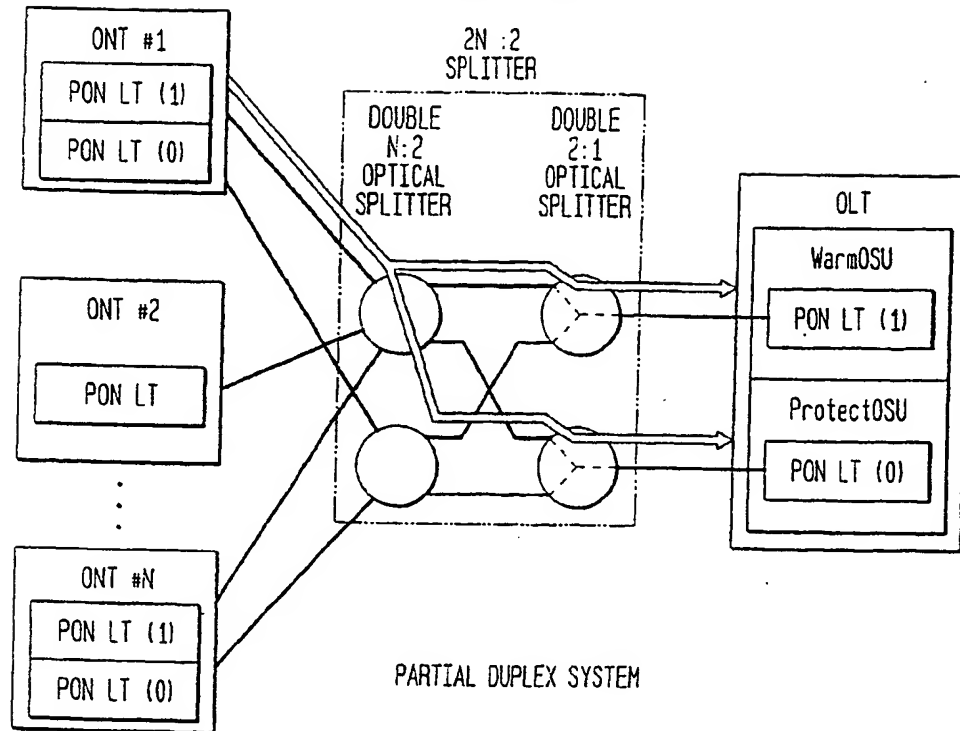 ONT #1
PON LT (1)
PON LT (0)
2N :2
SPLITTER
DOUBLE
N:2
OPTICAL
SPLITTER
DOUBLE
2:1
OPTICAL
SPLITTER
ONT #2
PON LT
ONT #N
PON LT (1)
PON LT (0)
OLT
WarmOSU
PON LT (1)
ProtectOSU
PON LT (0)
PARTIAL DUPLEX SYSTEM